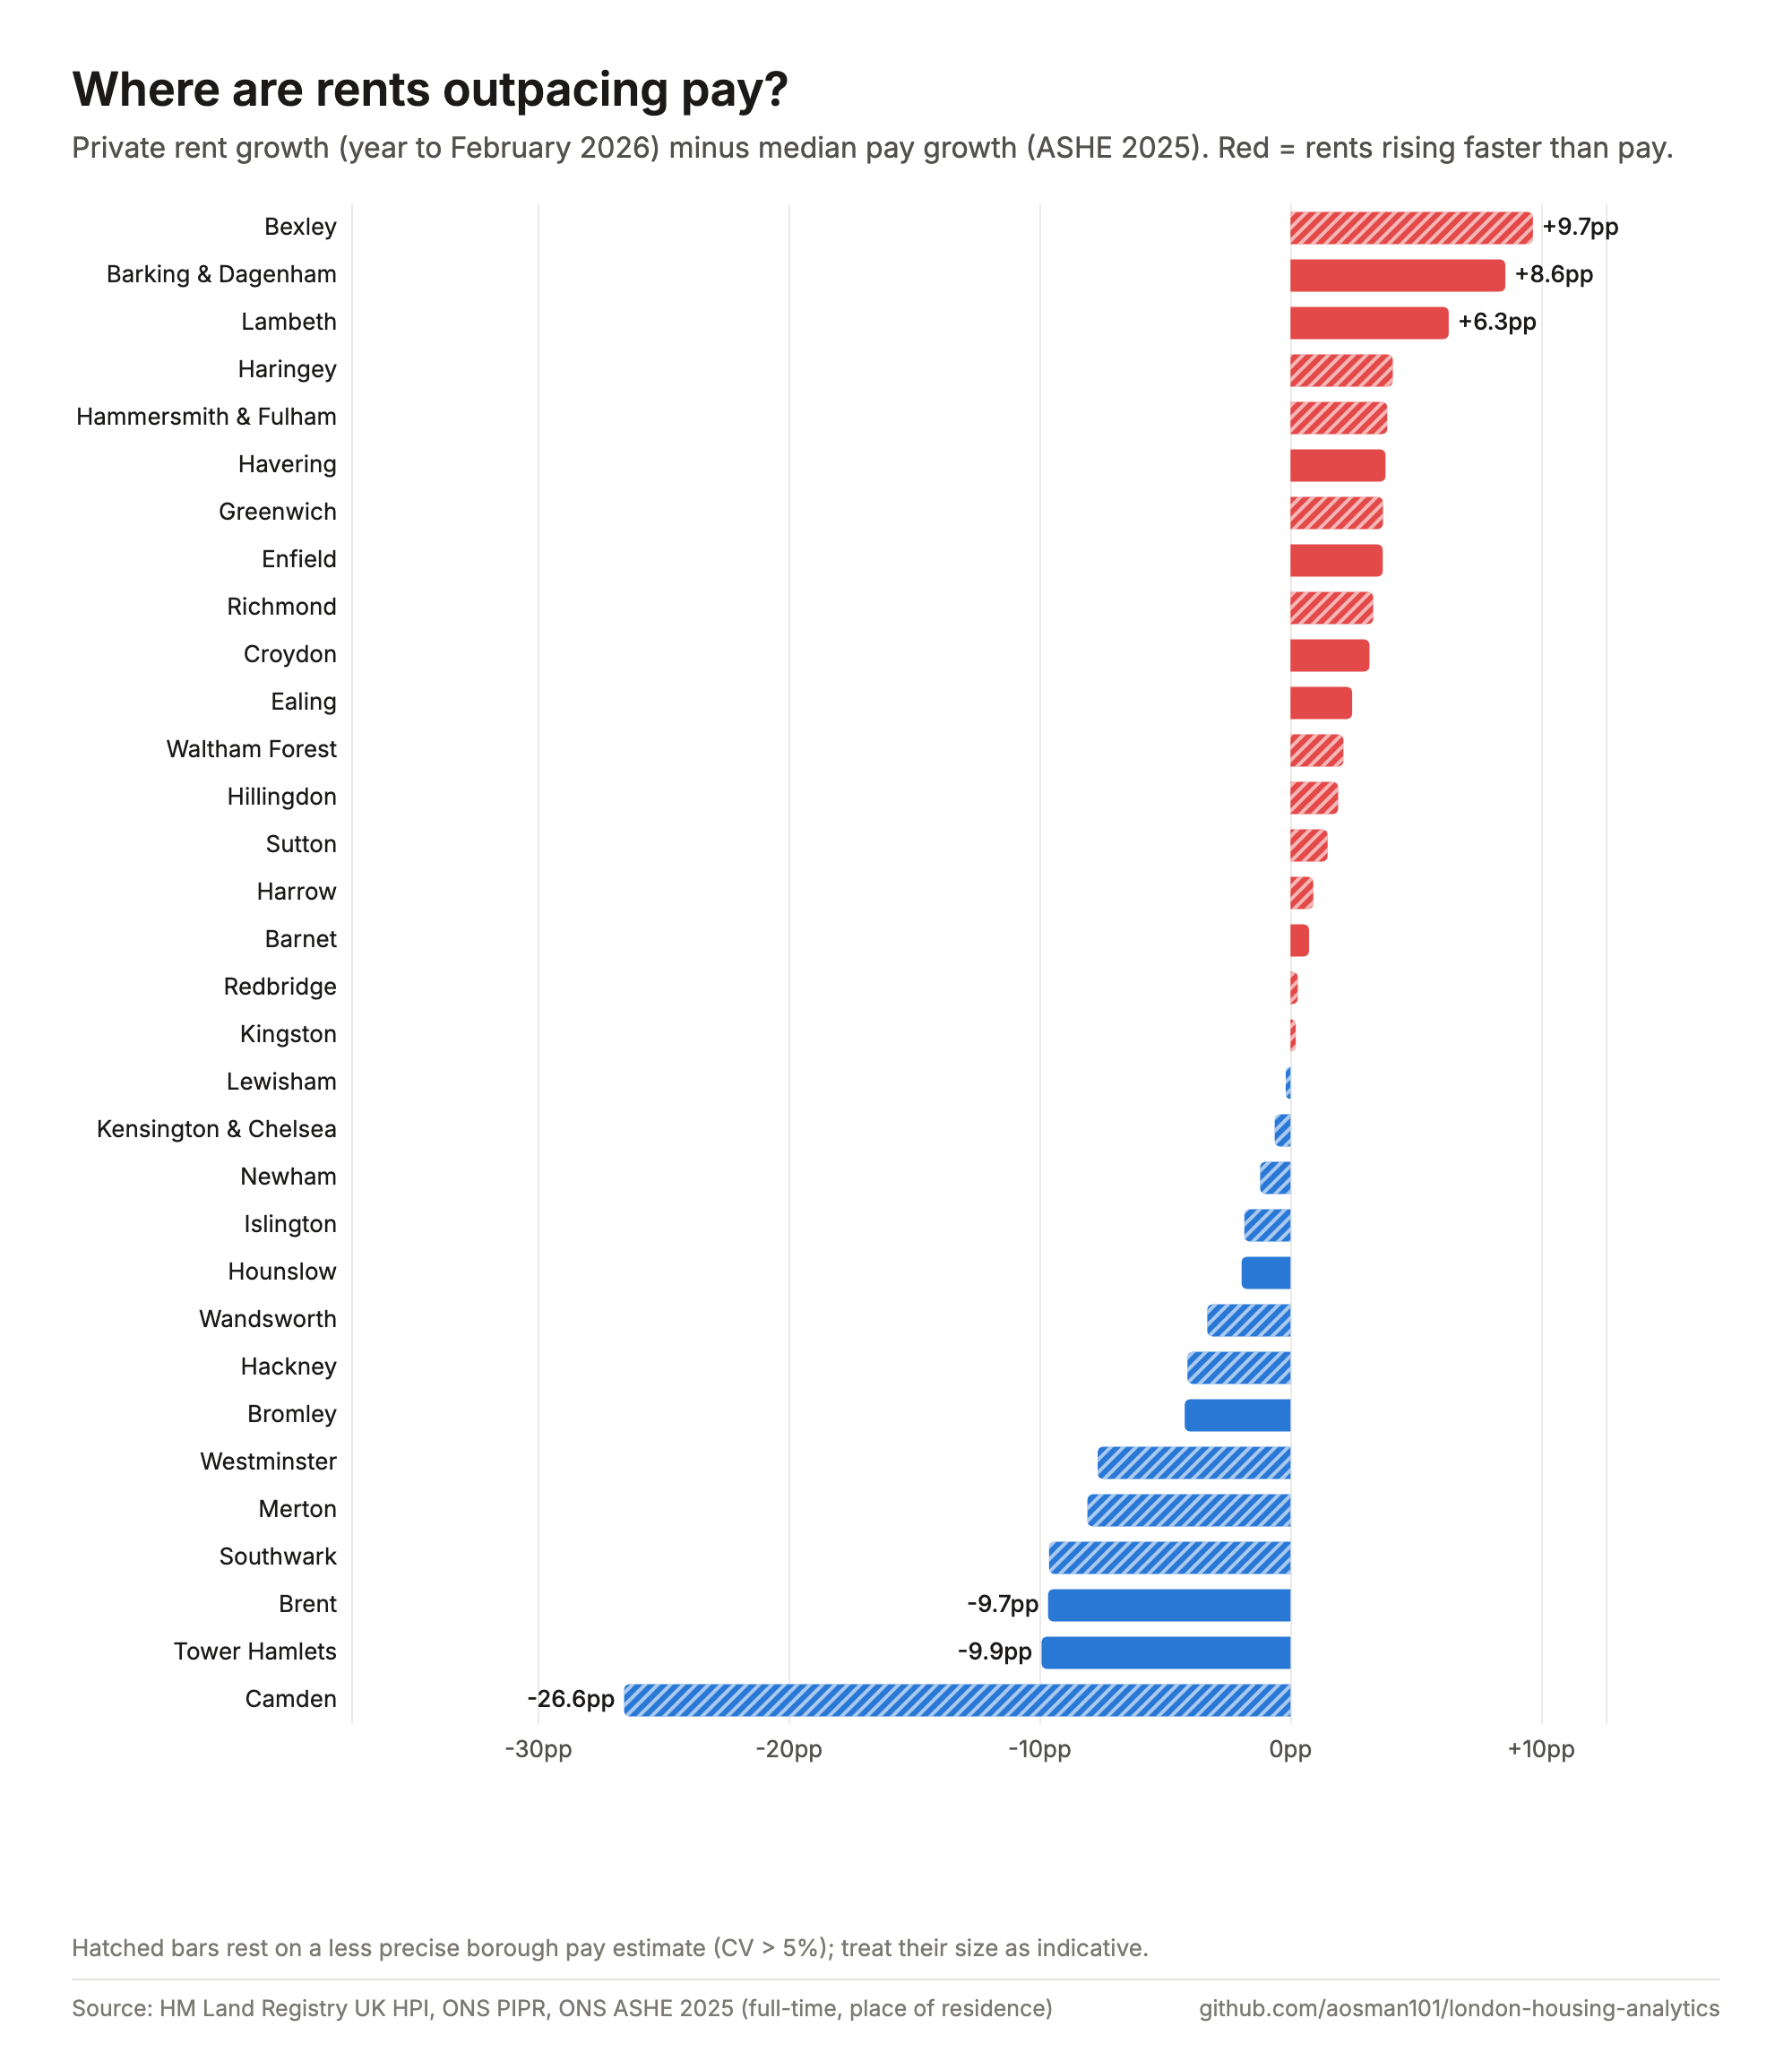 Where are rents outpacing pay?
Private rent growth (year to February 2026) minus median pay growth (ASHE 2025). Red = rents rising faster than pay.
Bexley +9.7pp
Barking & Dagenham +8.6pp
Lambeth +6.3pp
Haringey
Hammersmith & Fulham
Havering
Greenwich
Enfield
Richmond
Croydon
Ealing
Waltham Forest
Hillingdon
Sutton
Harrow
Barnet
Redbridge
Kingston
Lewisham
Kensington & Chelsea
Newham
Islington
Hounslow
Wandsworth
Hackney
Bromley
Westminster
Merton
Southwark
Brent -9.7pp
Tower Hamlets -9.9pp
Camden -26.6pp
-30pp -20pp -10pp 0pp +10pp
Hatched bars rest on a less precise borough pay estimate (CV > 5%); treat their size as indicative.
Source: HM Land Registry UK HPI, ONS PIPR, ONS ASHE 2025 (full-time, place of residence) github.com/aosman101/london-housing-analytics